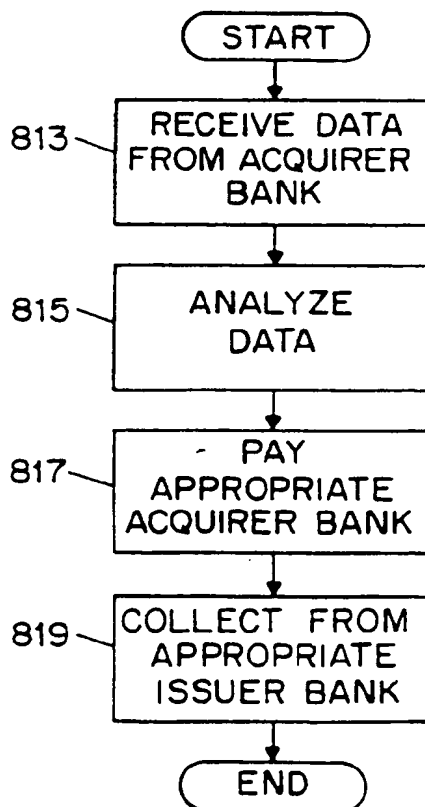 START
813
RECEIVE DATA
FROM ACQUIRER
BANK
815
ANALYZE
DATA
817
PAY
APPROPRIATE
ACQUIRER BANK
819
COLLECT FROM
APPROPRIATE
ISSUER BANK
END